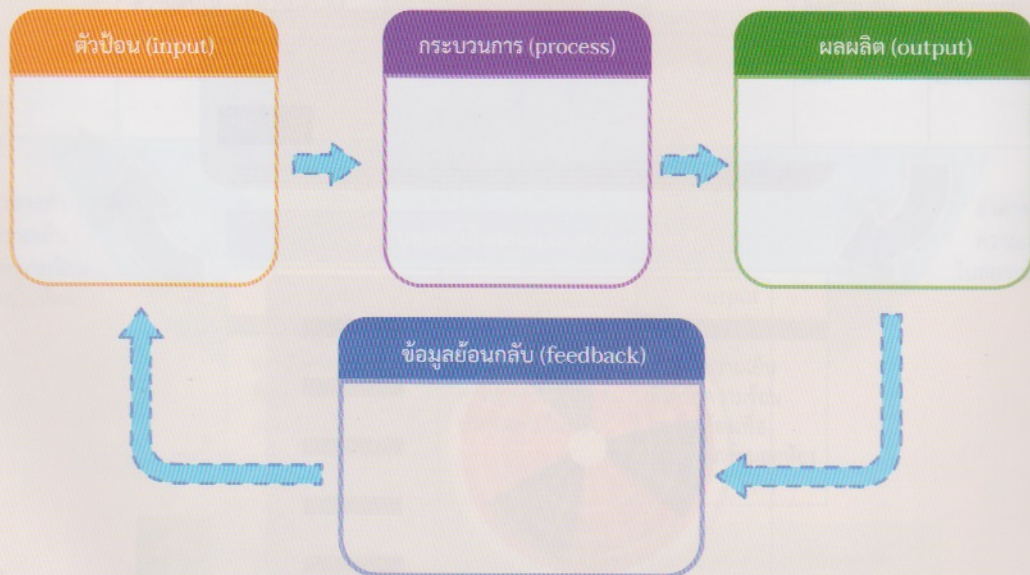 ตัวป้อน (input)
กระบวนการ (process)
ผลผลิต (output)
ข้อมูลย้อนกลับ (feedback)